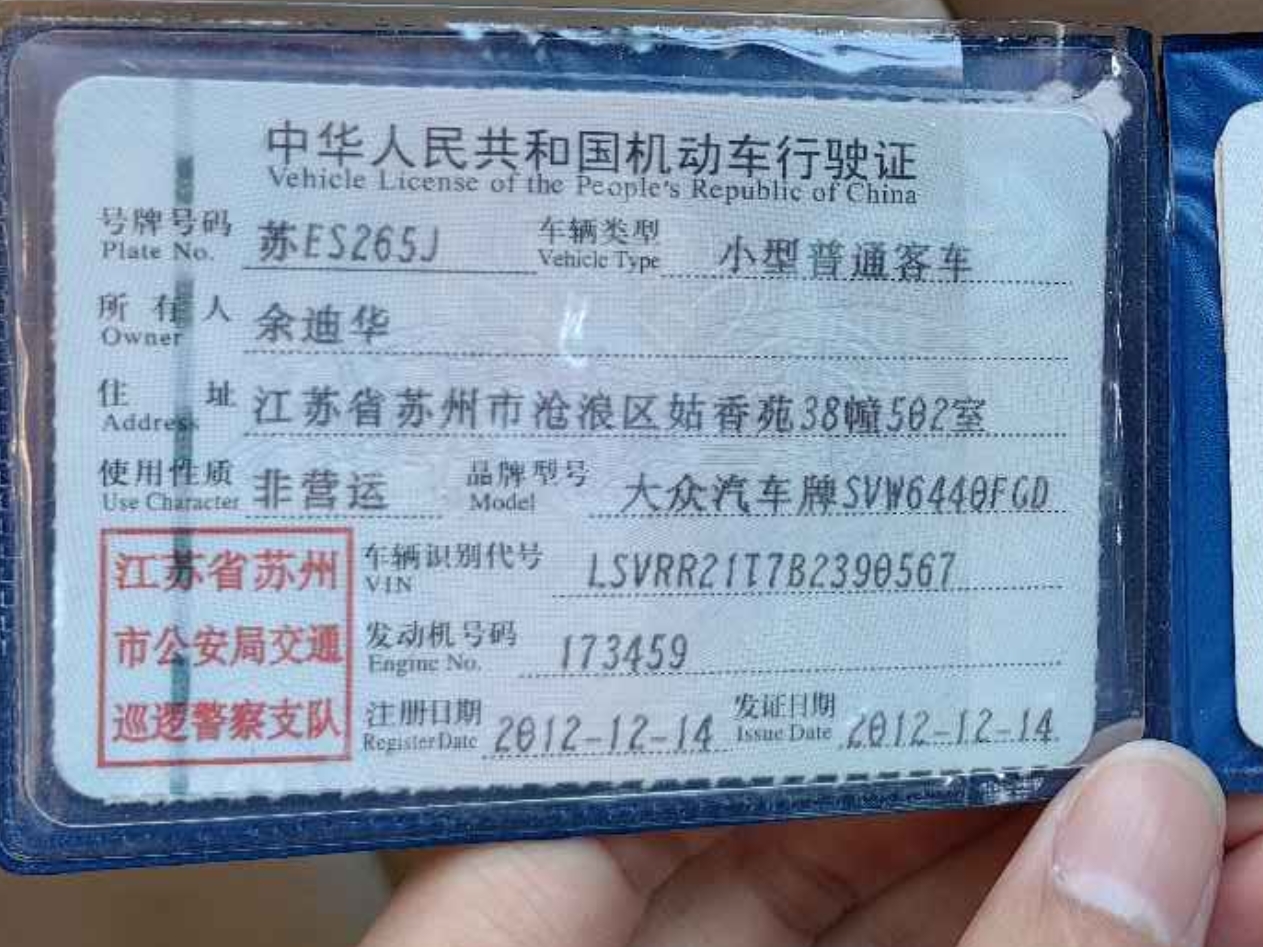 中华人民共和国机动车行驶证
Vehicle License of the People's Republic of China
号牌号码 苏ES265J 车辆类型 小型普通客车
Plate No. Vehicle Type
所有人 余迪华
Owner
住址 江苏省苏州市沧浪区姑香苑38幢502室
Address
使用性质 非营运 品牌型号 大众汽车牌SVW6440FGD
Use Character Model
江苏省苏州 车辆识别代号 LSVRR21T7B2390567
VIN
市公安局交通 发动机号码 173459
Engine No.
巡逻警察支队 注册日期 2012-12-14 发证日期 2012-12-14
Register Date Issue Date